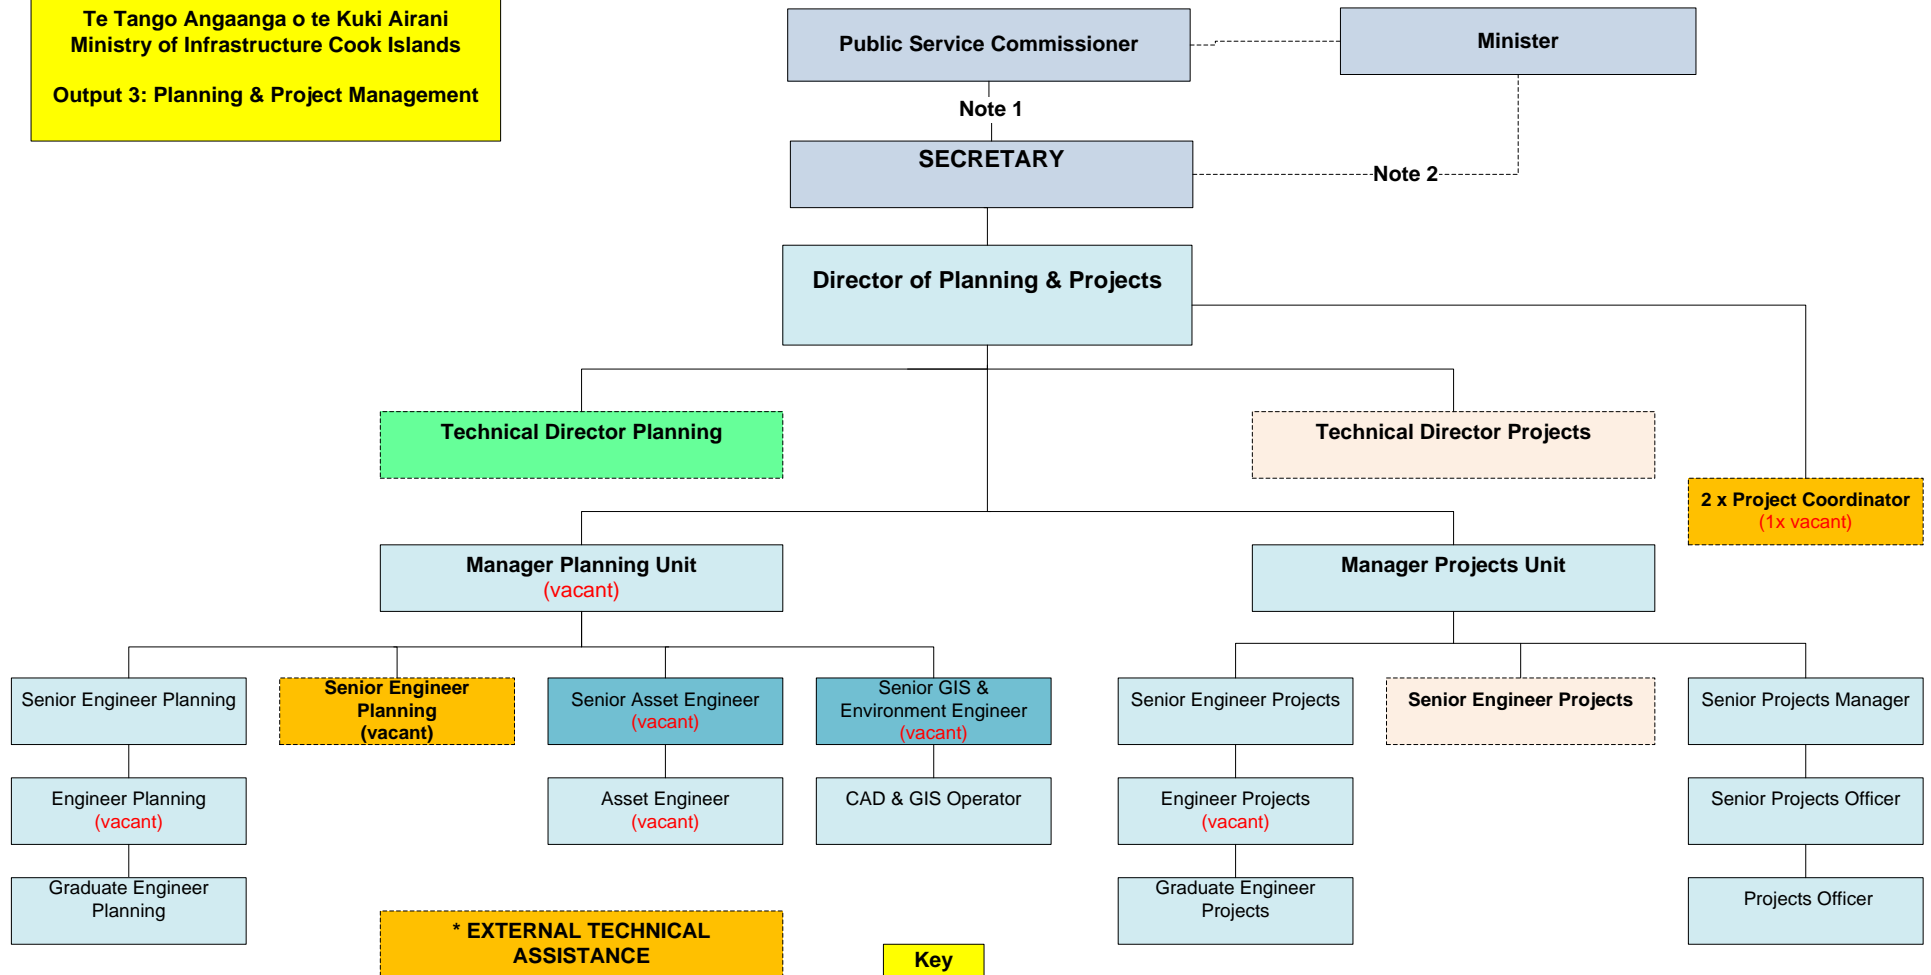 Te Tango Angaanga o te Kuki Airani
Ministry of Infrastructure Cook Islands
Output 3: Planning & Project Management
Public Service Commissioner
Minister
Note 1
SECRETARY
Note 2
Director of Planning & Projects
Technical Director Planning
Technical Director Projects
2 x Project Coordinator
(1x vacant)
Manager Planning Unit
(vacant)
Manager Projects Unit
Senior Engineer Planning
Senior Engineer
Planning
(vacant)
Senior Asset Engineer
(vacant)
Senior GIS &
Environment Engineer
(vacant)
Senior Engineer Projects
Senior Engineer Projects
Senior Projects Manager
Engineer Planning
(vacant)
Asset Engineer
(vacant)
CAD & GIS Operator
Engineer Projects
(vacant)
Senior Projects Officer
Graduate Engineer
Planning
Graduate Engineer
Projects
Projects Officer
* EXTERNAL TECHNICAL
ASSISTANCE
Key